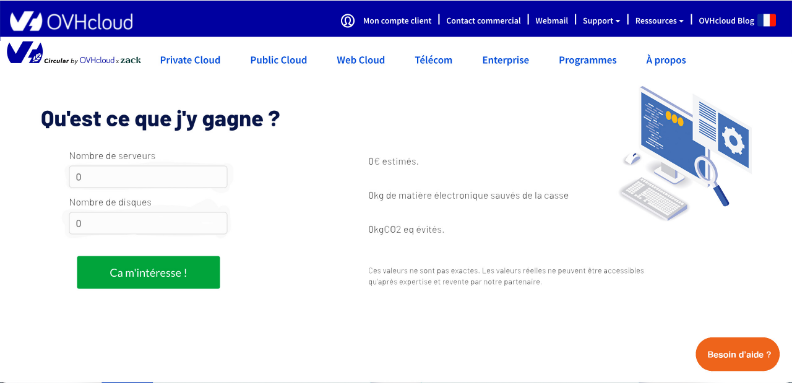 OVHcloud
Mon compte client
Contact commercial
Webmail
Support
Ressources
OVHcloud Blog
Circular by OVHcloud x zack
Private Cloud
Public Cloud
Web Cloud
Télécom
Enterprise
Programmes
À propos
Qu'est ce que j'y gagne ?
Nombre de serveurs
0
Nombre de disques
0
Ca m'intéresse !
0€ estimés.
0kg de matière électronique sauvés de la casse
0kgCO2 eq évités.
Ces valeurs ne sont pas exactes. Les valeurs réelles ne peuvent être accessibles
qu'après expertise et revente par notre partenaire.
Besoin d'aide ?